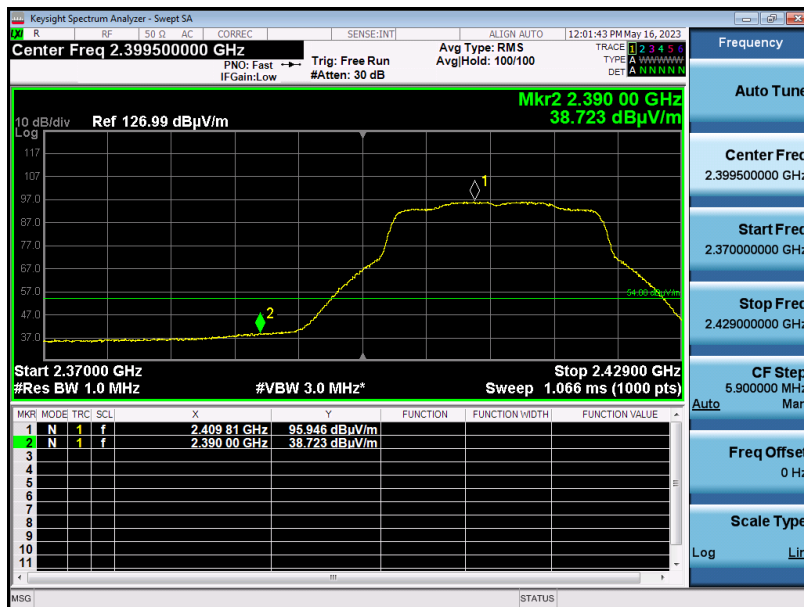 Keysight Spectrum Analyzer - Swept SA
LXI R RF 50 Ω AC CORREC SENSE:INT ALIGN AUTO 12:01:43 PM May 16, 2023
Center Freq 2.399500000 GHz
PNO: Fast
IFGain:Low
Trig: Free Run
#Atten: 30 dB
Avg Type: RMS
Avg|Hold: 100/100
TRACE 1 2 3 4 5 6
TYPE A WWWWW
DET A N N N N N
Mkr2 2.390 00 GHz
38.723 dBµV/m
10 dB/div Ref 126.99 dBµV/m
Log
117
107
97.0
87.0
77.0
67.0
57.0
47.0
37.0
1
2
54.00 dBµV/m
Start 2.37000 GHz Stop 2.42900 GHz
#Res BW 1.0 MHz #VBW 3.0 MHz* Sweep 1.066 ms (1000 pts)
MKR MODE TRC SCL X Y FUNCTION FUNCTION WIDTH FUNCTION VALUE
1 N 1 f 2.409 81 GHz 95.946 dBµV/m
2 N 1 f 2.390 00 GHz 38.723 dBµV/m
3
4
5
6
7
8
9
10
11
MSG STATUS
Frequency
Auto Tune
Center Freq
2.399500000 GHz
Start Freq
2.370000000 GHz
Stop Freq
2.429000000 GHz
CF Step
5.900000 MHz
Auto Man
Freq Offset
0 Hz
Scale Type
Log Lin